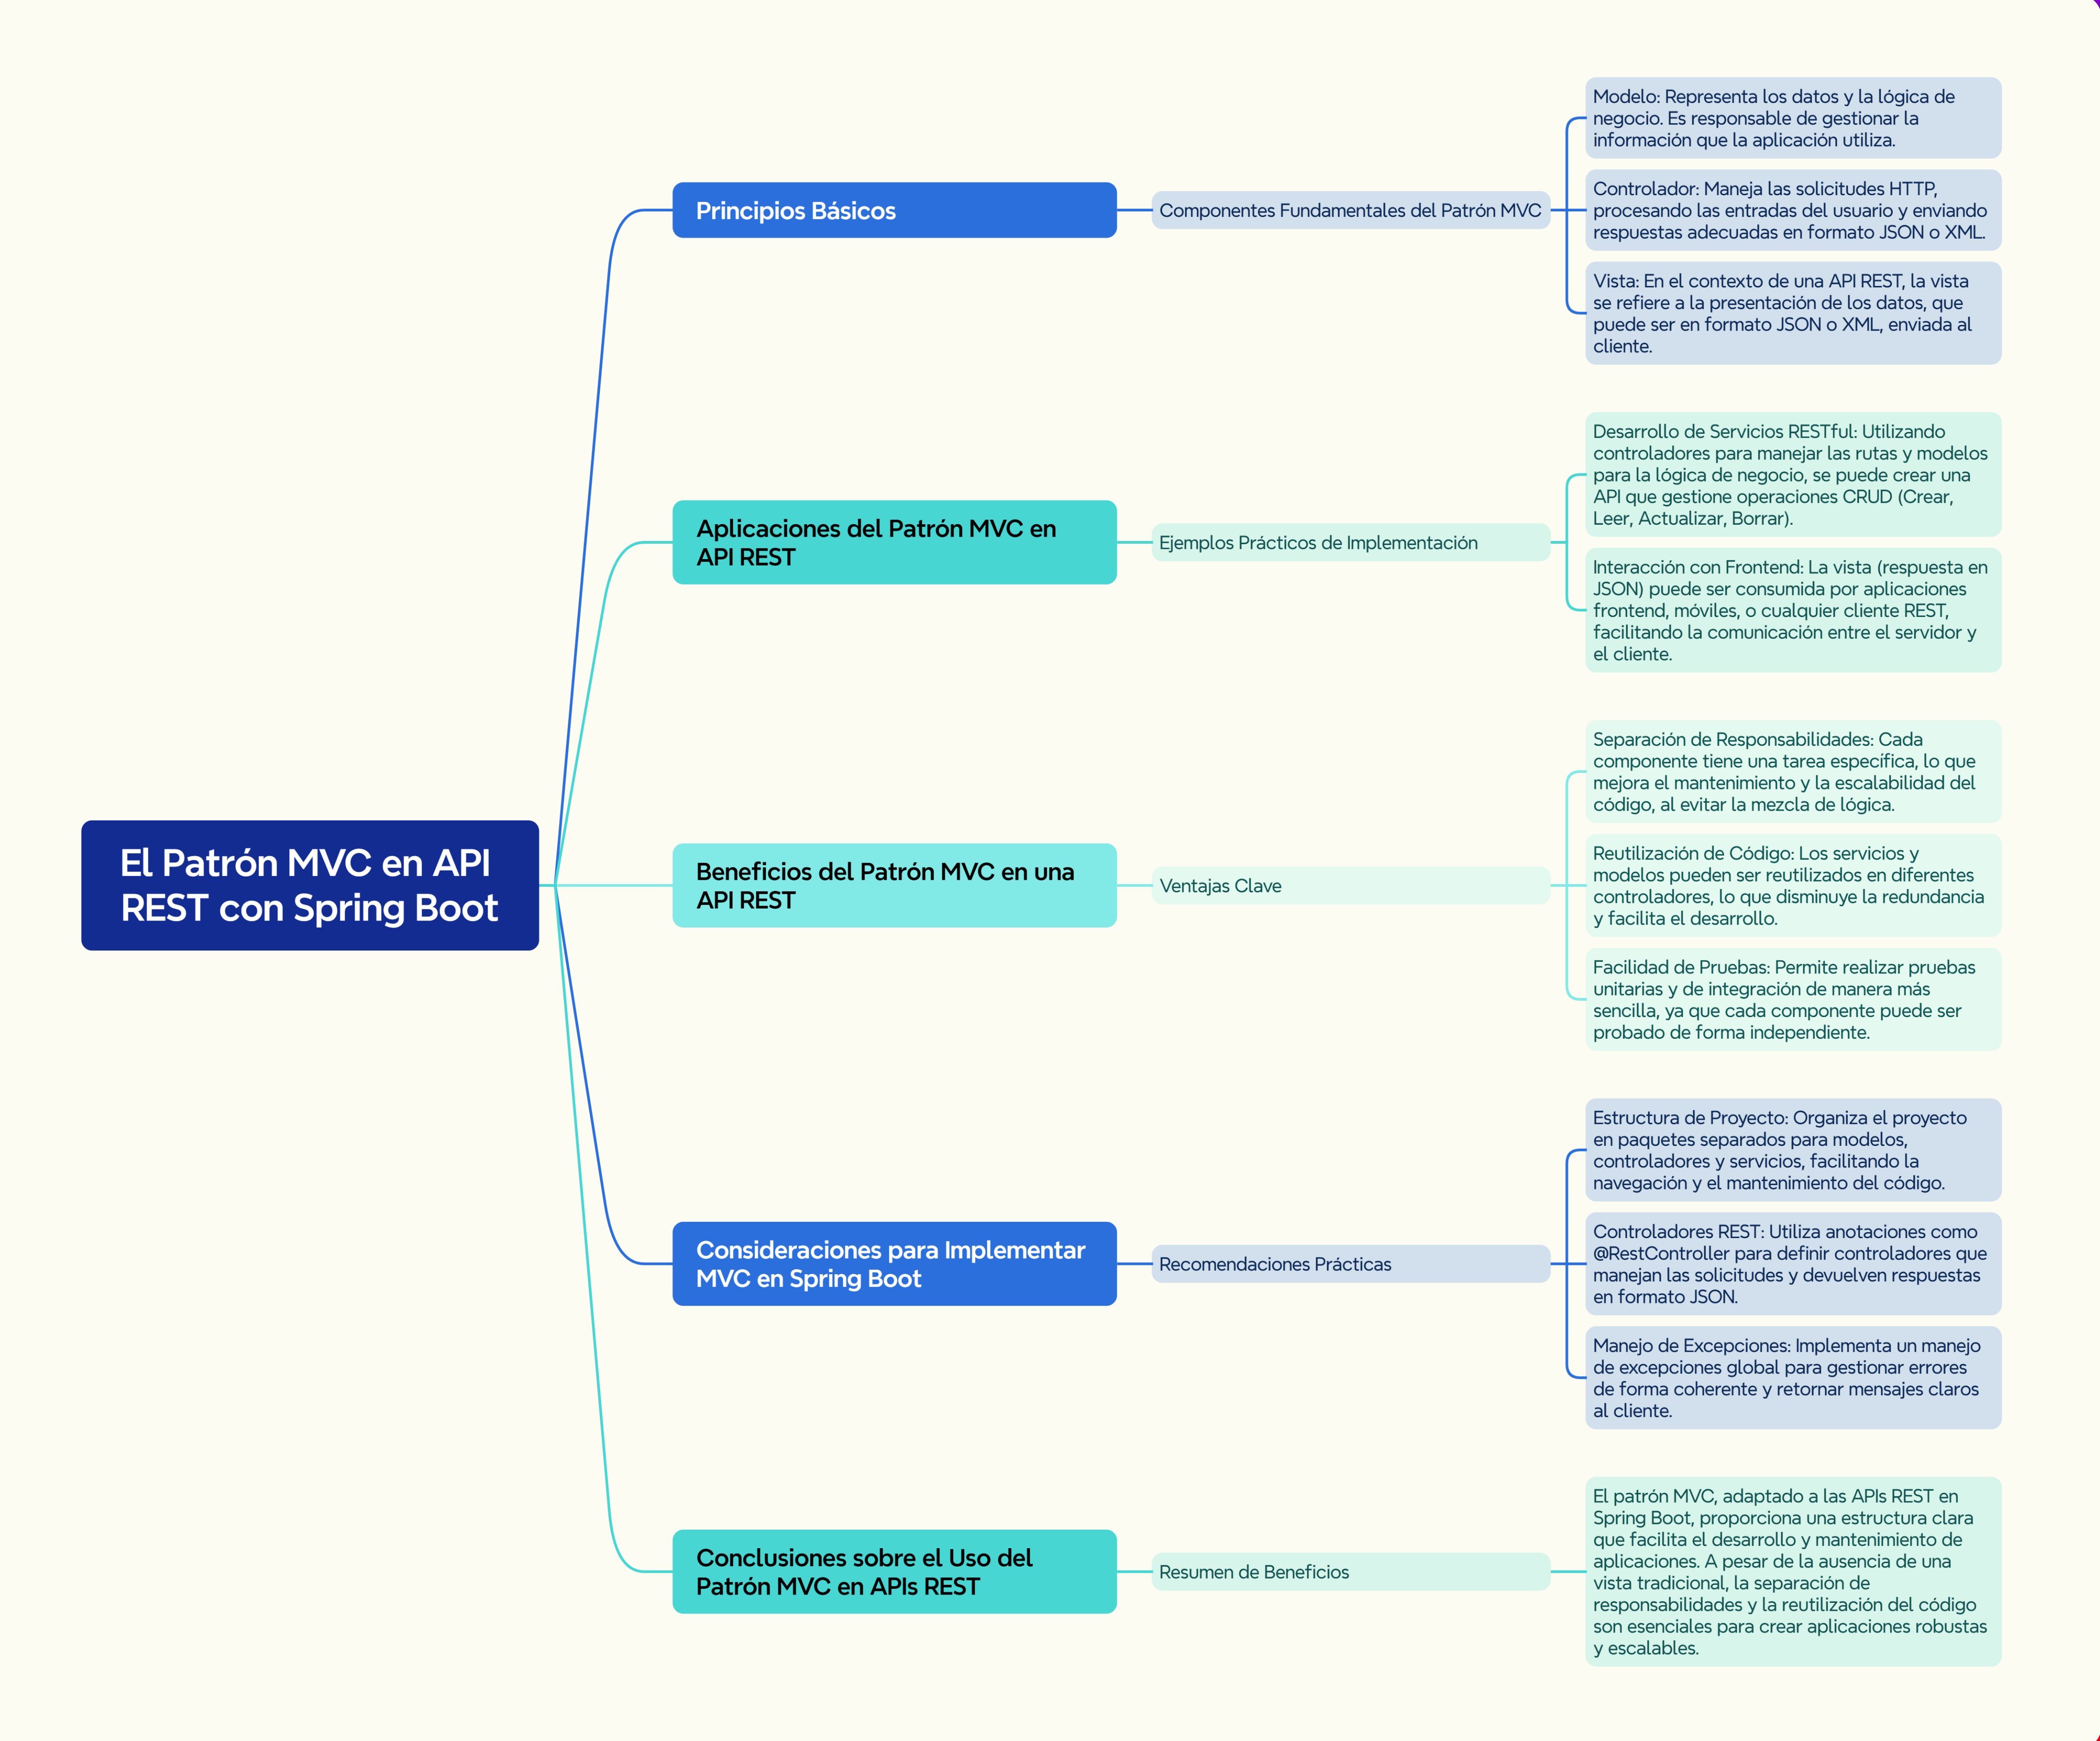 El Patrón MVC en API
REST con Spring Boot
Principios Básicos
Componentes Fundamentales del Patrón MVC
Modelo: Representa los datos y la lógica de
negocio. Es responsable de gestionar la
información que la aplicación utiliza.
Controlador: Maneja las solicitudes HTTP,
procesando las entradas del usuario y enviando
respuestas adecuadas en formato JSON o XML.
Vista: En el contexto de una API REST, la vista
se refiere a la presentación de los datos, que
puede ser en formato JSON o XML, enviada al
cliente.
Aplicaciones del Patrón MVC en
API REST
Ejemplos Prácticos de Implementación
Desarrollo de Servicios RESTful: Utilizando
controladores para manejar las rutas y modelos
para la lógica de negocio, se puede crear una
API que gestione operaciones CRUD (Crear,
Leer, Actualizar, Borrar).
Interacción con Frontend: La vista (respuesta en
JSON) puede ser consumida por aplicaciones
frontend, móviles, o cualquier cliente REST,
facilitando la comunicación entre el servidor y
el cliente.
Beneficios del Patrón MVC en una
API REST
Ventajas Clave
Separación de Responsabilidades: Cada
componente tiene una tarea específica, lo que
mejora el mantenimiento y la escalabilidad del
código, al evitar la mezcla de lógica.
Reutilización de Código: Los servicios y
modelos pueden ser reutilizados en diferentes
controladores, lo que disminuye la redundancia
y facilita el desarrollo.
Facilidad de Pruebas: Permite realizar pruebas
unitarias y de integración de manera más
sencilla, ya que cada componente puede ser
probado de forma independiente.
Consideraciones para Implementar
MVC en Spring Boot
Recomendaciones Prácticas
Estructura de Proyecto: Organiza el proyecto
en paquetes separados para modelos,
controladores y servicios, facilitando la
navegación y el mantenimiento del código.
Controladores REST: Utiliza anotaciones como
@RestController para definir controladores que
manejan las solicitudes y devuelven respuestas
en formato JSON.
Manejo de Excepciones: Implementa un manejo
de excepciones global para gestionar errores
de forma coherente y retornar mensajes claros
al cliente.
Conclusiones sobre el Uso del
Patrón MVC en APIs REST
Resumen de Beneficios
El patrón MVC, adaptado a las APIs REST en
Spring Boot, proporciona una estructura clara
que facilita el desarrollo y mantenimiento de
aplicaciones. A pesar de la ausencia de una
vista tradicional, la separación de
responsabilidades y la reutilización del código
son esenciales para crear aplicaciones robustas
y escalables.